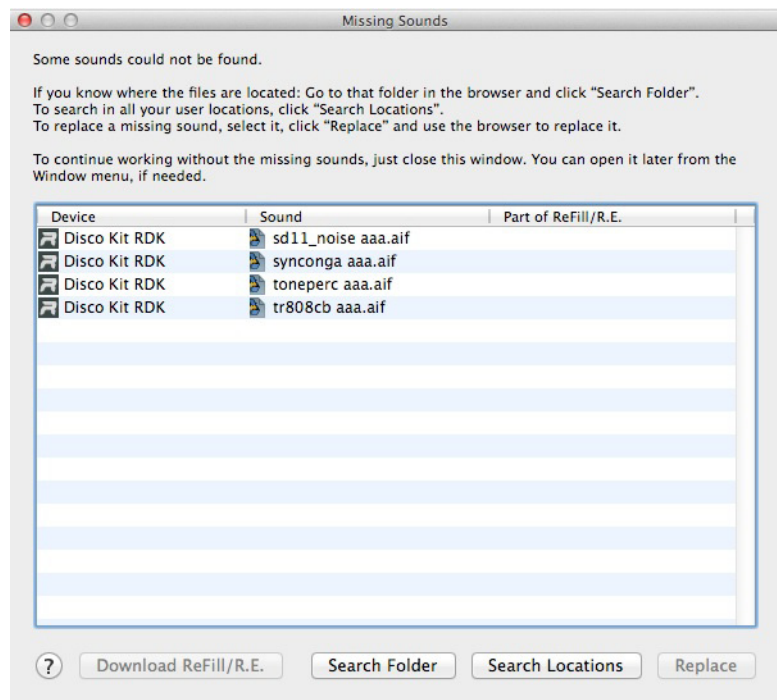 Missing Sounds
Some sounds could not be found.
If you know where the files are located: Go to that folder in the browser and click “Search Folder”.
To search in all your user locations, click “Search Locations”.
To replace a missing sound, select it, click “Replace” and use the browser to replace it.
To continue working without the missing sounds, just close this window. You can open it later from the
Window menu, if needed.
Device Sound Part of ReFill/R.E.
Disco Kit RDK sd11_noise aaa.aif
Disco Kit RDK synconga aaa.aif
Disco Kit RDK toneperc aaa.aif
Disco Kit RDK tr808cb aaa.aif
? Download ReFill/R.E. Search Folder Search Locations Replace